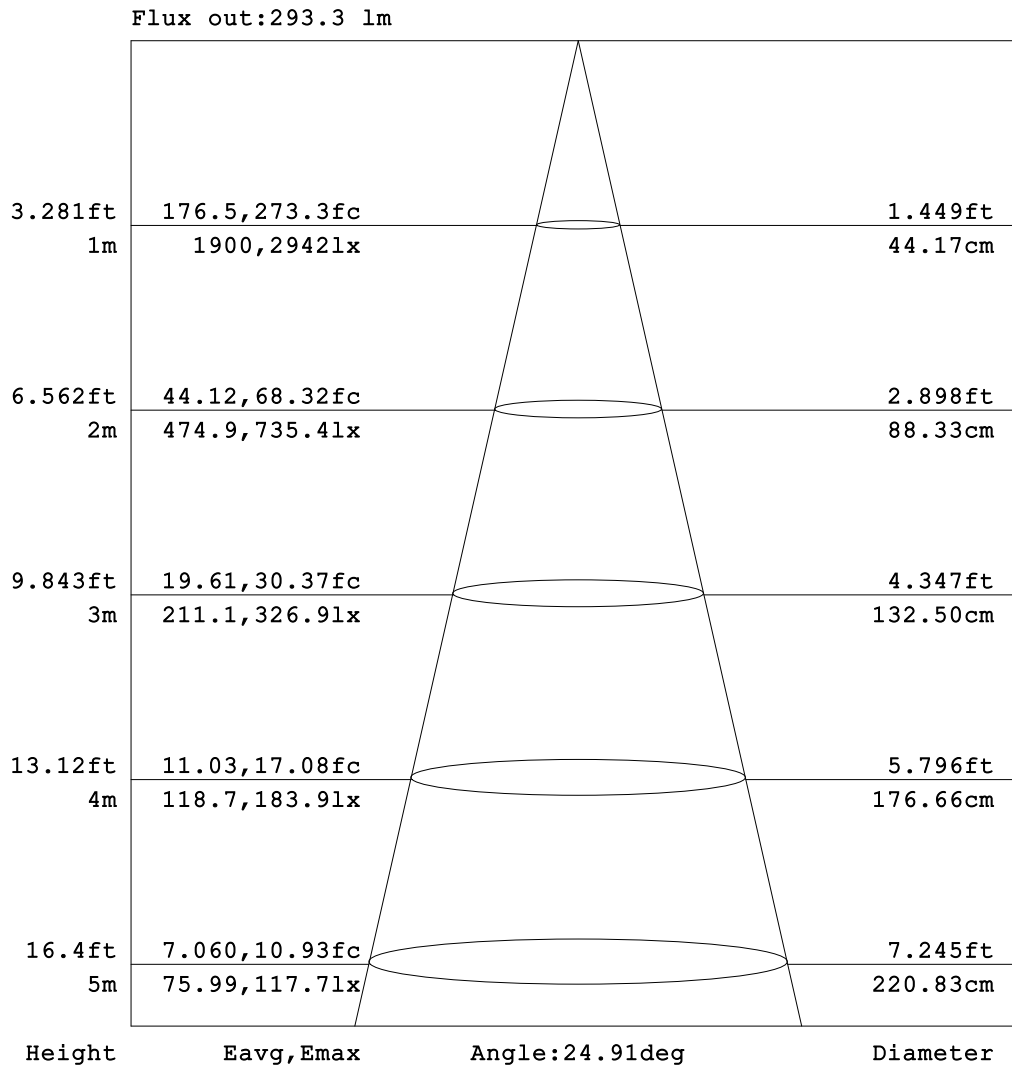 Flux out:293.3 lm
3.281ft 176.5,273.3fc 1.449ft
1m 1900,2942lx 44.17cm
6.562ft 44.12,68.32fc 2.898ft
2m 474.9,735.4lx 88.33cm
9.843ft 19.61,30.37fc 4.347ft
3m 211.1,326.9lx 132.50cm
13.12ft 11.03,17.08fc 5.796ft
4m 118.7,183.9lx 176.66cm
16.4ft 7.060,10.93fc 7.245ft
5m 75.99,117.7lx 220.83cm
Height Eavg,Emax Angle:24.91deg Diameter